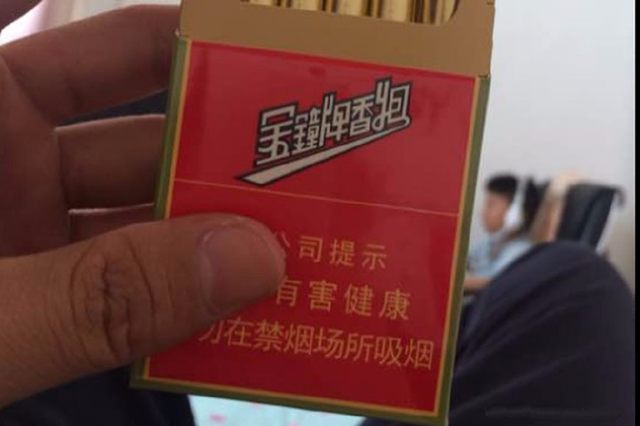 金鐘牌香烟
公司提示
有害健康
勿在禁烟场所吸烟